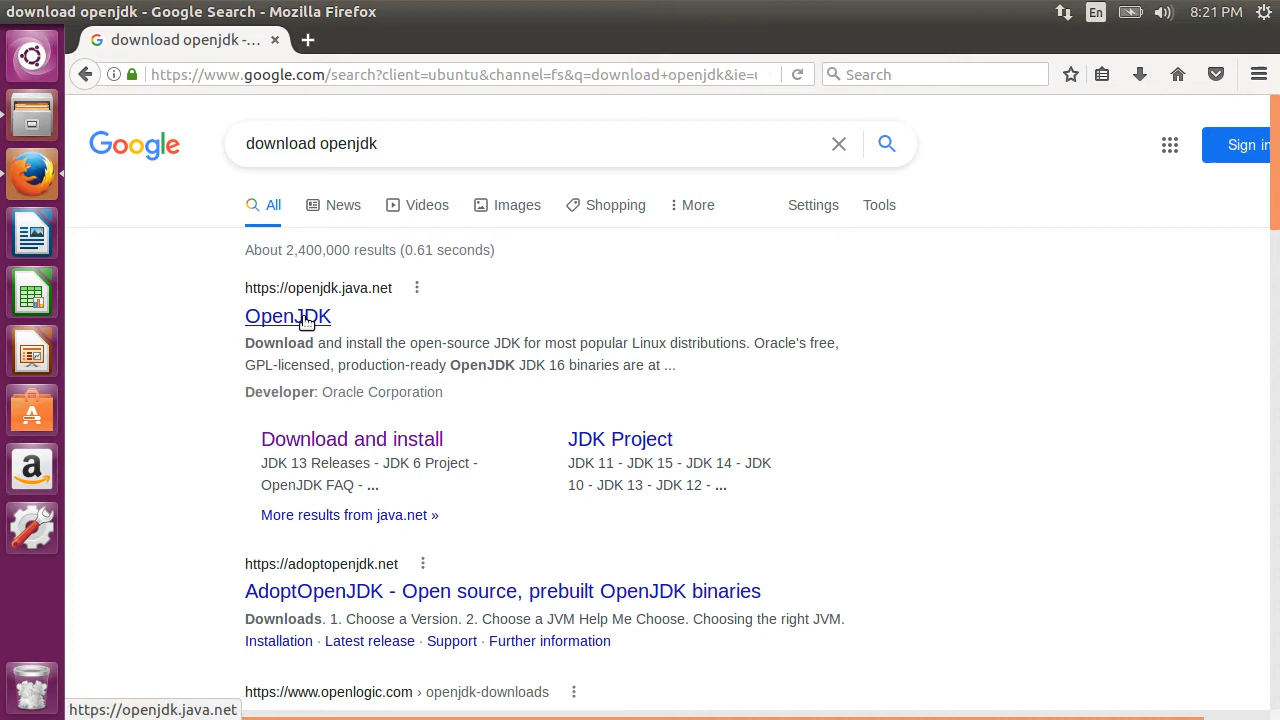 download openjdk - Google Search - Mozilla Firefox
En
8:21 PM
download openjdk -...
https://www.google.com/search?client=ubuntu&channel=fs&q=download+openjdk&ie=
Search
Google
download openjdk
Sign in
All
News
Videos
Images
Shopping
More
Settings
Tools
About 2,400,000 results (0.61 seconds)
https://openjdk.java.net
OpenJDK
Download and install the open-source JDK for most popular Linux distributions. Oracle's free,
GPL-licensed, production-ready OpenJDK JDK 16 binaries are at ...
Developer: Oracle Corporation
Download and install
JDK 13 Releases - JDK 6 Project -
OpenJDK FAQ - ...
JDK Project
JDK 11 - JDK 15 - JDK 14 - JDK
10 - JDK 13 - JDK 12 - ...
More results from java.net »
https://adoptopenjdk.net
AdoptOpenJDK - Open source, prebuilt OpenJDK binaries
Downloads. 1. Choose a Version. 2. Choose a JVM Help Me Choose. Choosing the right JVM.
Installation · Latest release · Support · Further information
https://www.openlogic.com › openjdk-downloads
https://openjdk.java.net